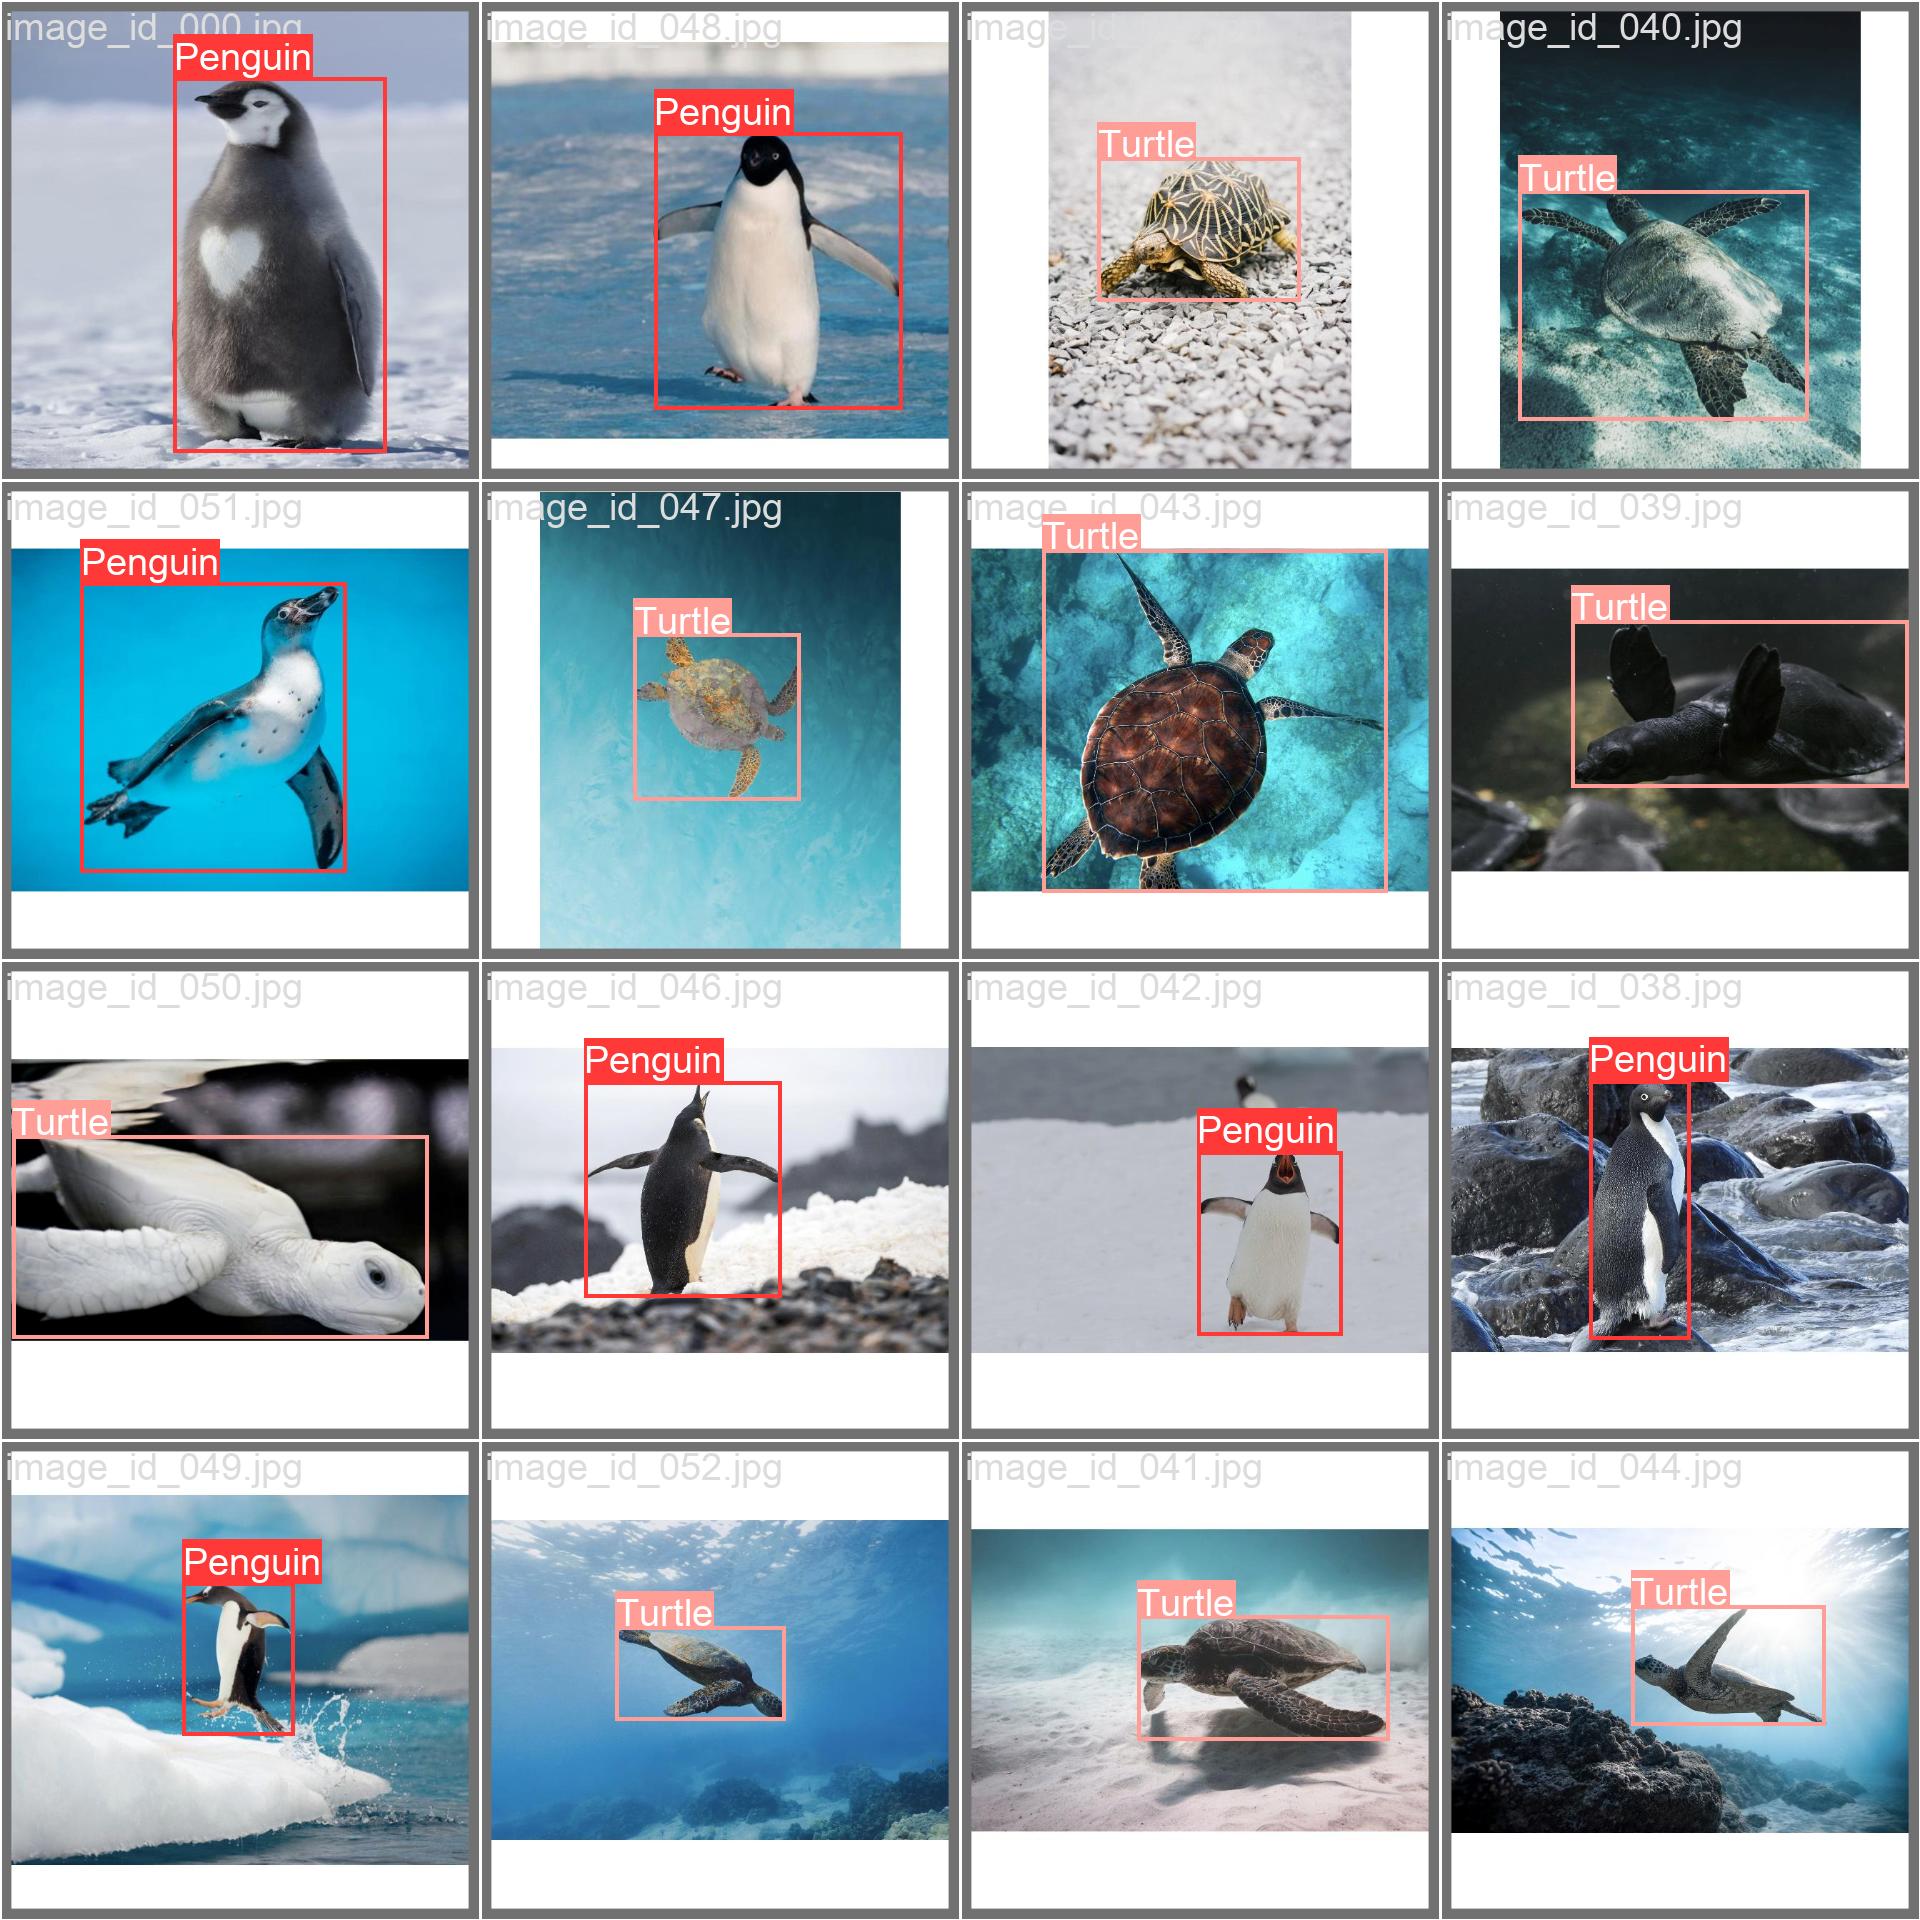 image_id_000.jpg
Penguin
image_id_048.jpg
Penguin
Turtle
image_id_040.jpg
Turtle
image_id_051.jpg
Penguin
image_id_047.jpg
Turtle
image_id_043.jpg
Turtle
image_id_039.jpg
Turtle
image_id_050.jpg
Turtle
image_id_046.jpg
Penguin
image_id_042.jpg
Penguin
image_id_038.jpg
Penguin
image_id_049.jpg
Penguin
image_id_052.jpg
Turtle
image_id_041.jpg
Turtle
image_id_044.jpg
Turtle